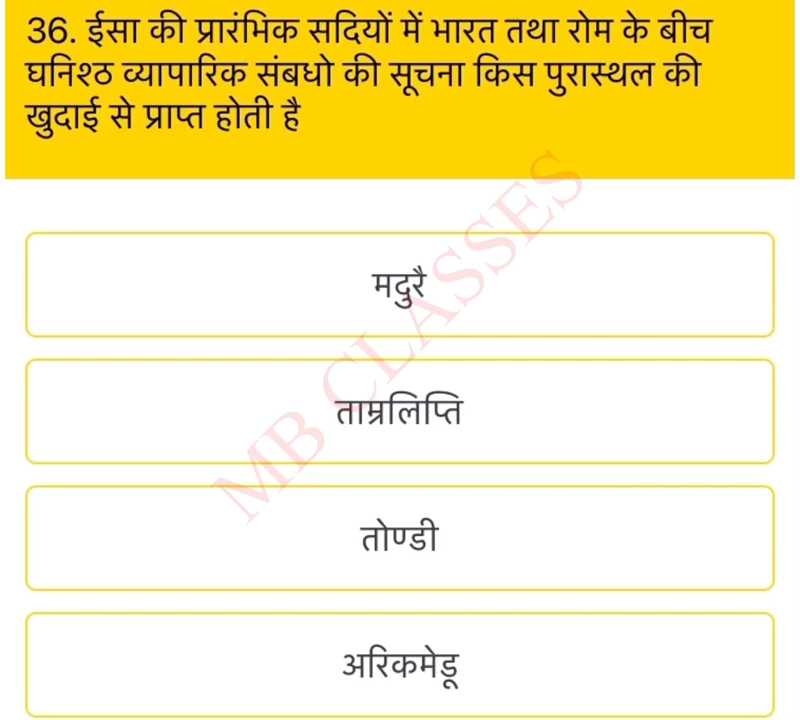 36. ईसा की प्रारंभिक सदियों में भारत तथा रोम के बीच
घनिश्ठ व्यापारिक संबधो की सूचना किस पुरास्थल की
खुदाई से प्राप्त होती है
मदुरै
ताम्रलिप्ति
तोण्डी
अरिकमेडू
MB CLASSES